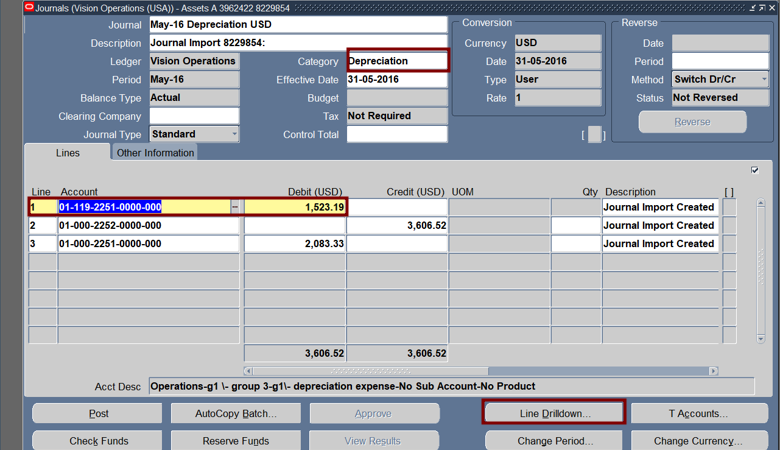 Journals (Vision Operations (USA)) - Assets A 3962422 8229854
Journal May-16 Depreciation USD
Description Journal Import 8229854:
Ledger Vision Operations Category Depreciation
Period May-16 Effective Date 31-05-2016
Balance Type Actual Budget
Clearing Company Tax Not Required
Journal Type Standard Control Total
Conversion
Currency USD
Date 31-05-2016
Type User
Rate 1
Reverse
Date
Period
Method Switch Dr/Cr
Status Not Reversed
Reverse
[ ]
Lines Other Information
Line Account Debit (USD) Credit (USD) UOM Qty Description [ ]
1 01-119-2251-0000-000 1,523.19 Journal Import Created
2 01-000-2252-0000-000 3,606.52 Journal Import Created
3 01-000-2251-0000-000 2,083.33 Journal Import Created
3,606.52 3,606.52
Acct Desc Operations-g1 \- group 3-g1\- depreciation expense-No Sub Account-No Product
Post AutoCopy Batch... Approve Line Drilldown... T Accounts...
Check Funds Reserve Funds View Results Change Period... Change Currency...